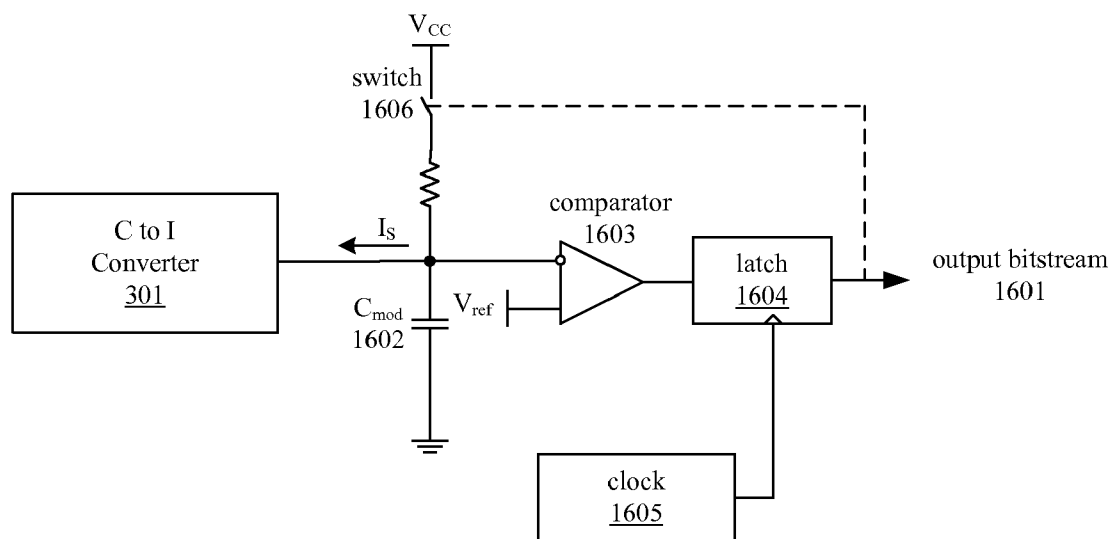 V_CC
switch
1606
C to I
Converter
301
I_S
comparator
1603
C_mod
1602
V_ref
latch
1604
output bitstream
1601
clock
1605